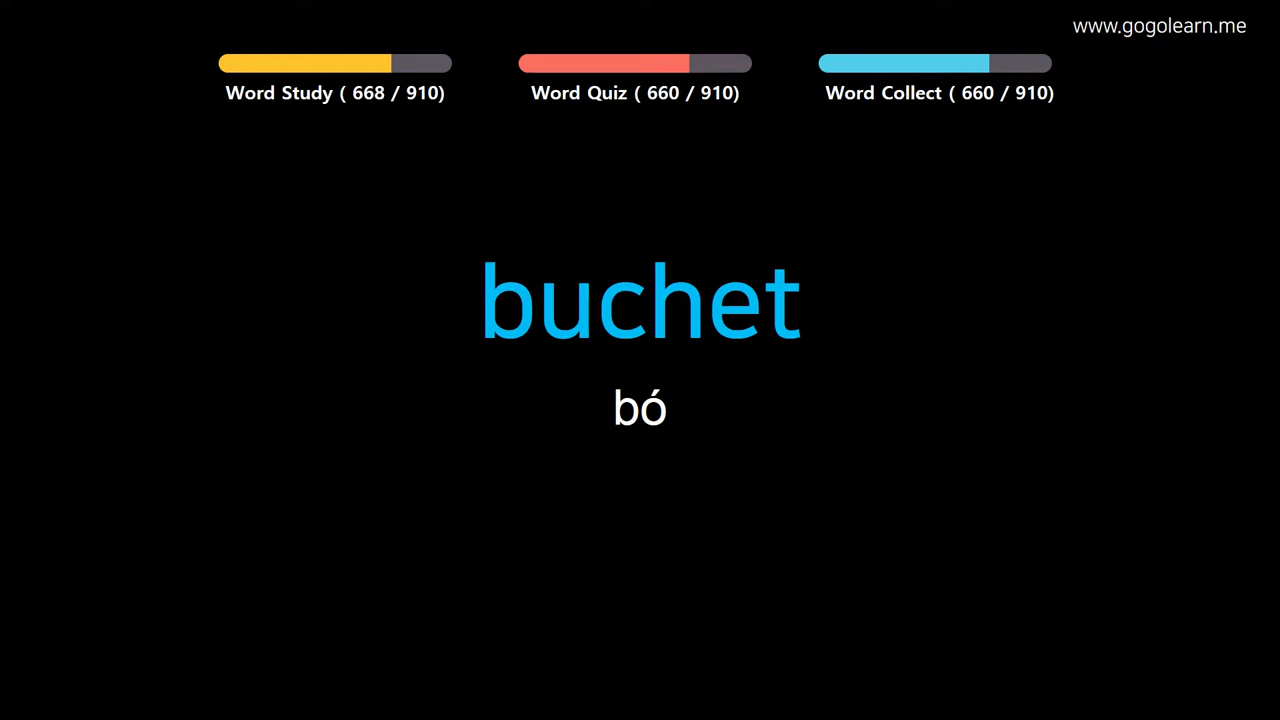 www.gogolearn.me
Word Study ( 668 / 910)
Word Quiz ( 660 / 910)
Word Collect ( 660 / 910)
buchet
bó